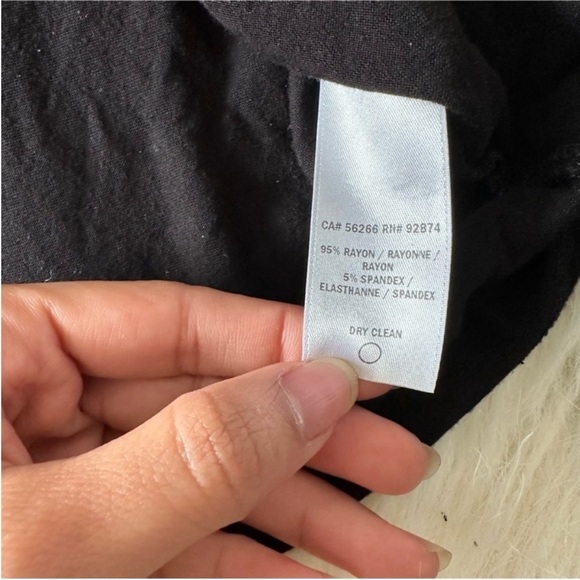 CA# 56266 RN# 92874
95% RAYON / RAYONNE /
RAYON
5% SPANDEX /
ELASTHANNE / SPANDEX
DRY CLEAN